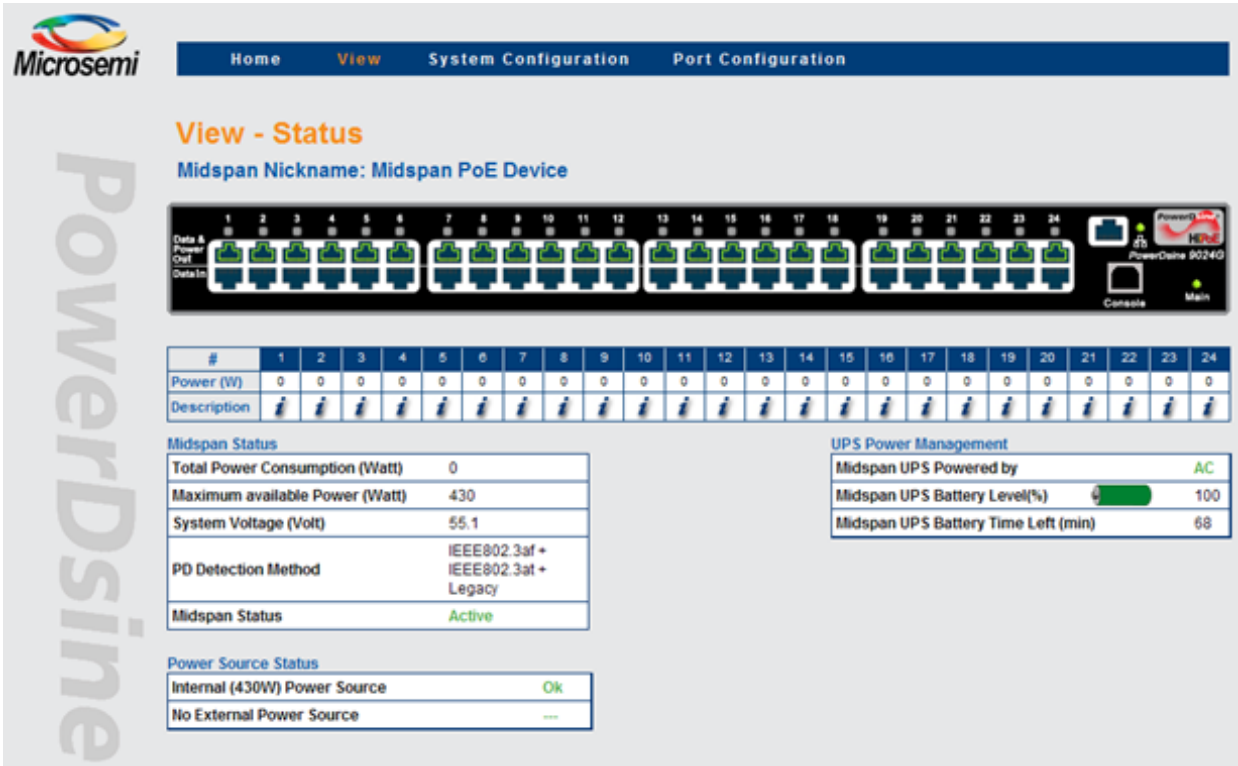 Microsemi
Home View System Configuration Port Configuration
PowerDsine
View - Status
Midspan Nickname: Midspan PoE Device
1 2 3 4 5 6 7 8 9 10 11 12 13 14 15 16 17 18 19 20 21 22 23 24
Data &
Power
Out
Data In
PowerDsine
HiPoE
PowerDsine 9024G
Console
Main
# 1 2 3 4 5 6 7 8 9 10 11 12 13 14 15 16 17 18 19 20 21 22 23 24
Power (W) 0 0 0 0 0 0 0 0 0 0 0 0 0 0 0 0 0 0 0 0 0 0 0 0
Description i i i i i i i i i i i i i i i i i i i i i i i i
Midspan Status
Total Power Consumption (Watt) 0
Maximum available Power (Watt) 430
System Voltage (Volt) 55.1
PD Detection Method IEEE802.3af +
IEEE802.3at +
Legacy
Midspan Status Active
UPS Power Management
Midspan UPS Powered by AC
Midspan UPS Battery Level(%) 100
Midspan UPS Battery Time Left (min) 68
Power Source Status
Internal (430W) Power Source Ok
No External Power Source ---